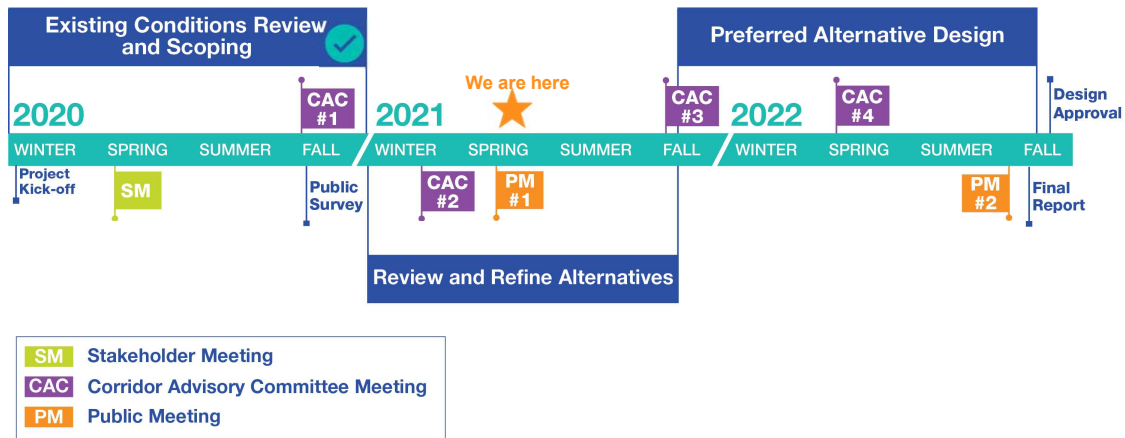 Existing Conditions Review
and Scoping
Preferred Alternative Design
We are here
2020
CAC
#1
2021
CAC
#3
2022
CAC
#4
Design
Approval
WINTER SPRING SUMMER FALL WINTER SPRING SUMMER FALL WINTER SPRING SUMMER FALL
Project
Kick-off
SM
Public
Survey
CAC
#2
PM
#1
PM
#2
Final
Report
Review and Refine Alternatives
SM Stakeholder Meeting
CAC Corridor Advisory Committee Meeting
PM Public Meeting